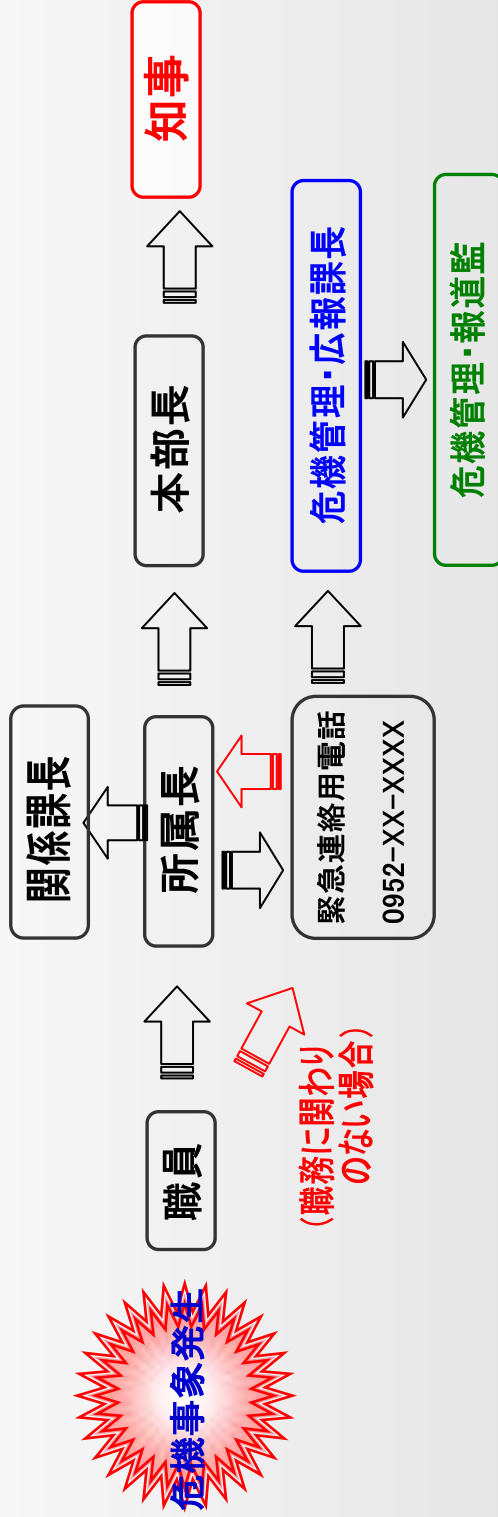 危機事象発生
職員
（職務に関わり
のない場合）
関係課長
所属長
緊急連絡用電話
0952-XX-XXXX
本部長
危機管理・広報課長
危機管理・報道監
知事